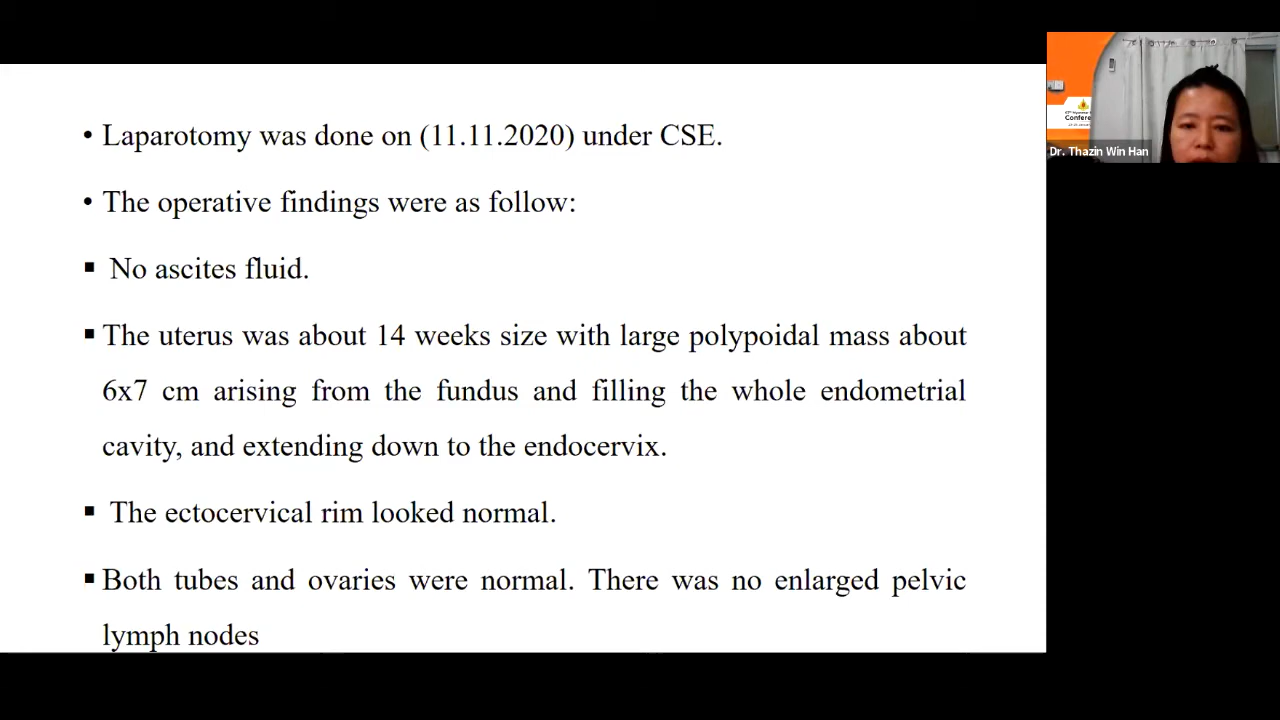 • Laparotomy was done on (11.11.2020) under CSE.
• The operative findings were as follow:
▪ No ascites fluid.
▪ The uterus was about 14 weeks size with large polypoidal mass about
6x7 cm arising from the fundus and filling the whole endometrial
cavity, and extending down to the endocervix.
▪ The ectocervical rim looked normal.
▪ Both tubes and ovaries were normal. There was no enlarged pelvic
lymph nodes
Conference
Dr. Thazin Win Han